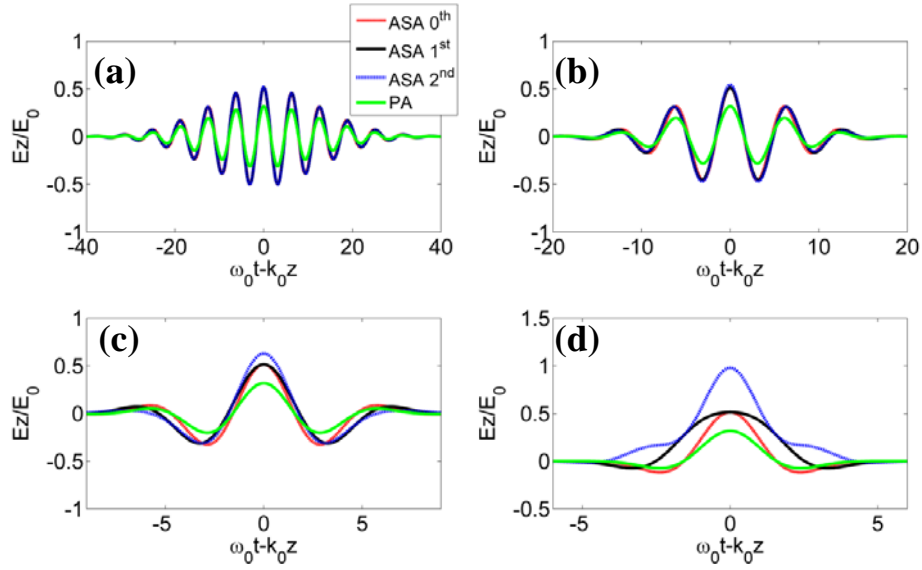 (a)
1
0.5
0
-0.5
-1
Ez/E₀
-40 -20 0 20 40
ω₀t-k₀z
ASA 0ᵗʰ
ASA 1ˢᵗ
ASA 2ⁿᵈ
PA
(b)
1
0.5
0
-0.5
-1
Ez/E₀
-20 -10 0 10 20
ω₀t-k₀z
(c)
1
0.5
0
-0.5
-1
Ez/E₀
-5 0 5
ω₀t-k₀z
(d)
1.5
1
0.5
0
-0.5
Ez/E₀
-5 0 5
ω₀t-k₀z